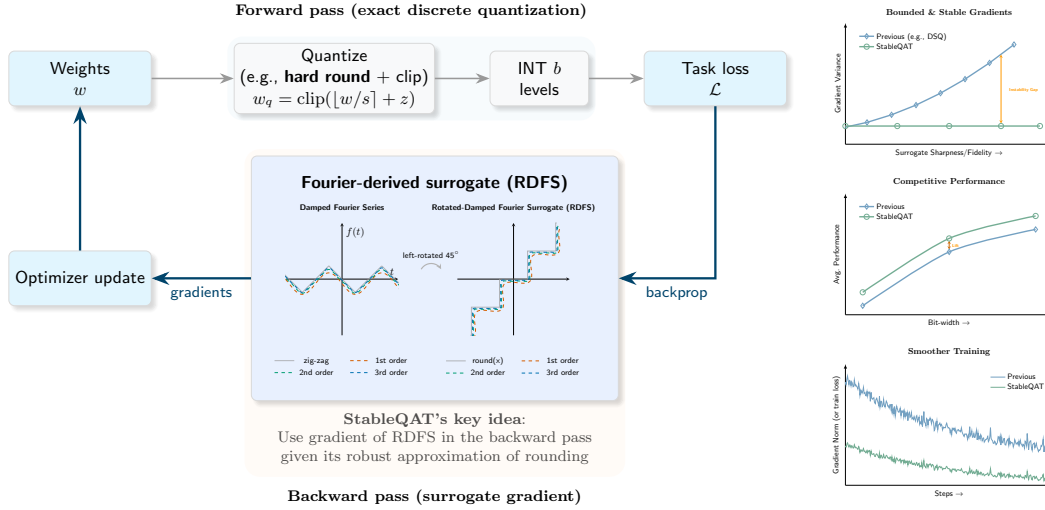 Forward pass (exact discrete quantization)
Weights
w
Quantize
(e.g., hard round + clip)
w_q = clip(⌊w/s⌉ + z)
INT b
levels
Task loss
ℒ
Fourier-derived surrogate (RDFS)
Damped Fourier Series
f(t)
t
left-rotated 45°
Rotated-Damped Fourier Surrogate (RDFS)
zig-zag
1st order
2nd order
3rd order
round(x)
1st order
2nd order
3rd order
Optimizer update
gradients
backprop
StableQAT's key idea:
Use gradient of RDFS in the backward pass
given its robust approximation of rounding
Backward pass (surrogate gradient)
Bounded & Stable Gradients
Previous (e.g., DSQ)
StableQAT
Gradient Variance
Instability Gap
Surrogate Sharpness/Fidelity →
Competitive Performance
Previous
StableQAT
Avg. Performance
Bit-width →
Smoother Training
Previous
StableQAT
Gradient Norm (or train loss)
Steps →